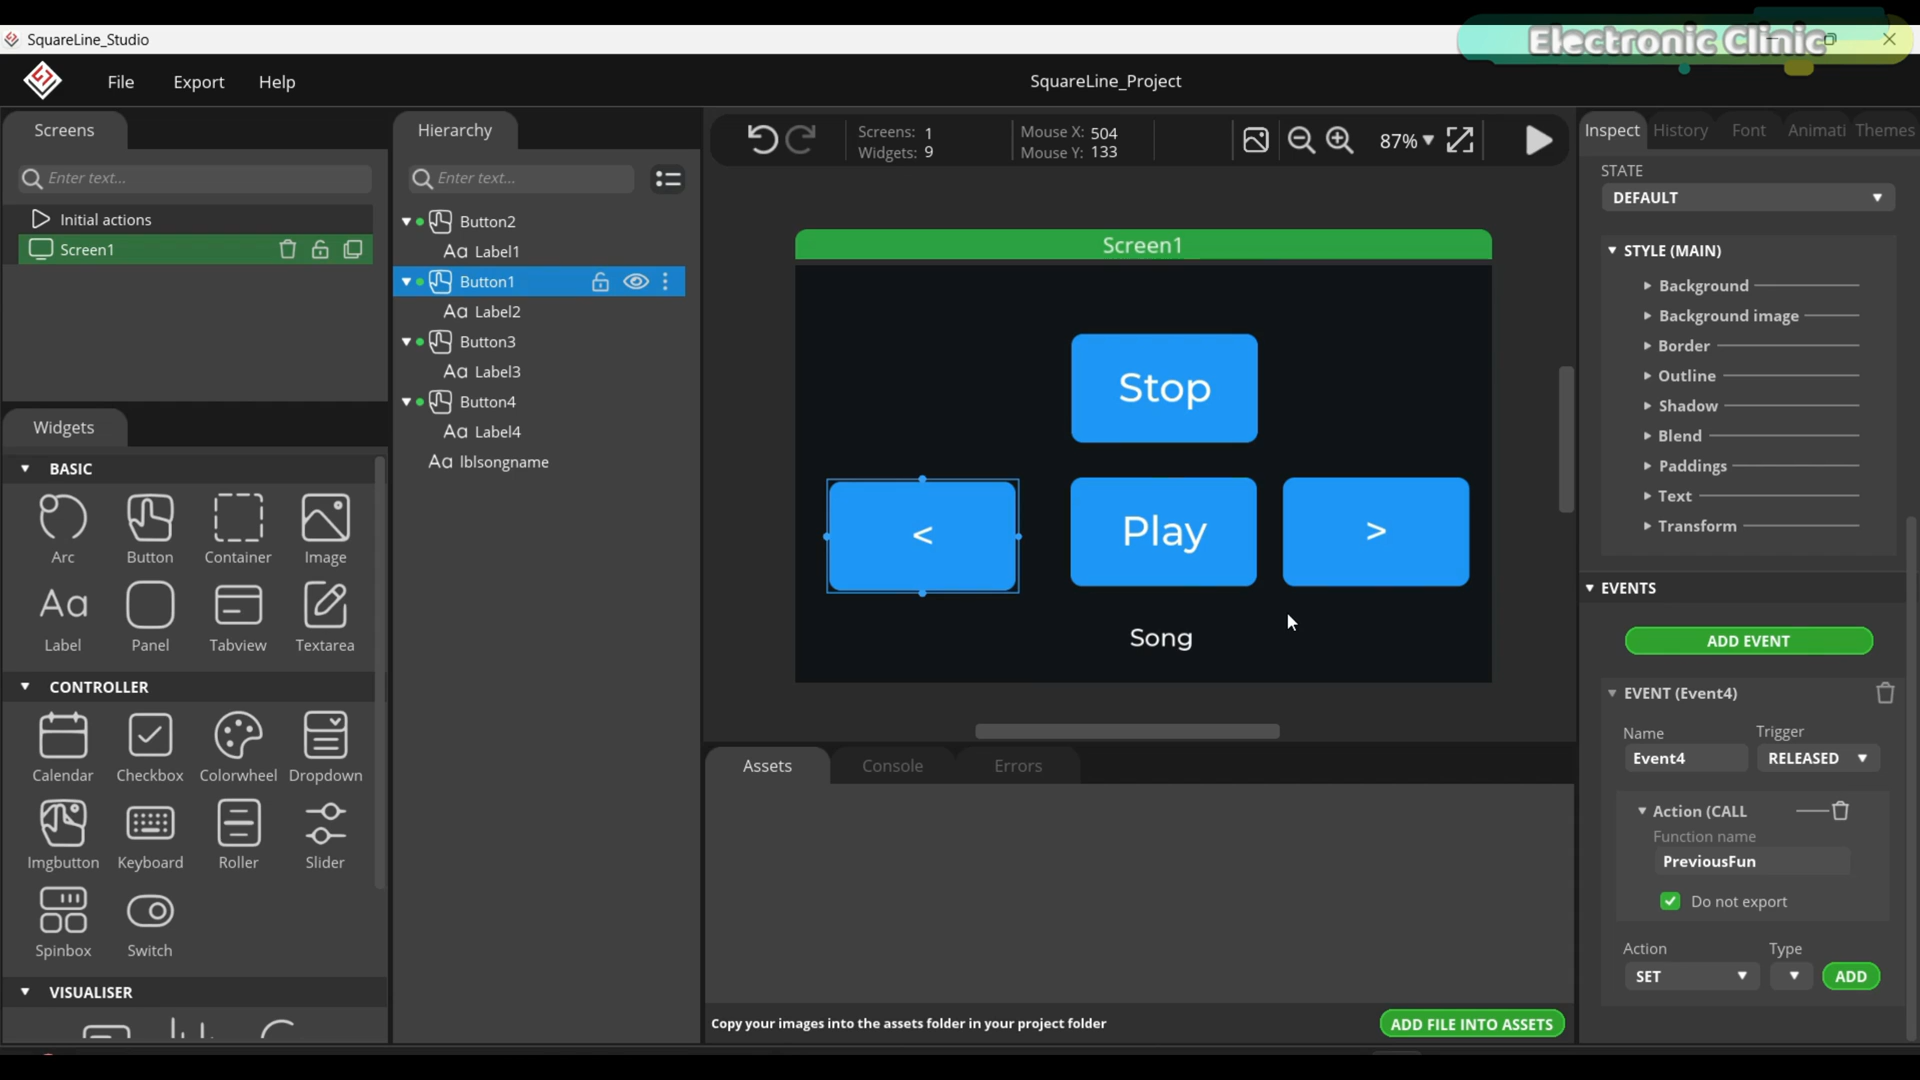 Electronic Clinic
SquareLine_Studio
File
Export
Help
SquareLine_Project
Screens
Enter text...
Initial actions
Screen1
Widgets
BASIC
Arc
Button
Container
Image
Aa
Label
Panel
Tabview
Textarea
CONTROLLER
Calendar
Checkbox
Colorwheel
Dropdown
Imgbutton
Keyboard
Roller
Slider
Spinbox
Switch
VISUALISER
Hierarchy
Enter text...
Button2
Aa Label1
Button1
Aa Label2
Button3
Aa Label3
Button4
Aa Label4
Aa lblsongname
Screens: 1
Widgets: 9
Mouse X: 504
Mouse Y: 133
87%
Screen1
Stop
<
Play
>
Song
Assets
Console
Errors
Copy your images into the assets folder in your project folder
ADD FILE INTO ASSETS
Inspect
History
Font
Animati
Themes
STATE
DEFAULT
STYLE (MAIN)
Background
Background image
Border
Outline
Shadow
Blend
Paddings
Text
Transform
EVENTS
ADD EVENT
EVENT (Event4)
Name
Trigger
Event4
RELEASED
Action (CALL
Function name
PreviousFun
Do not export
Action
Type
SET
ADD